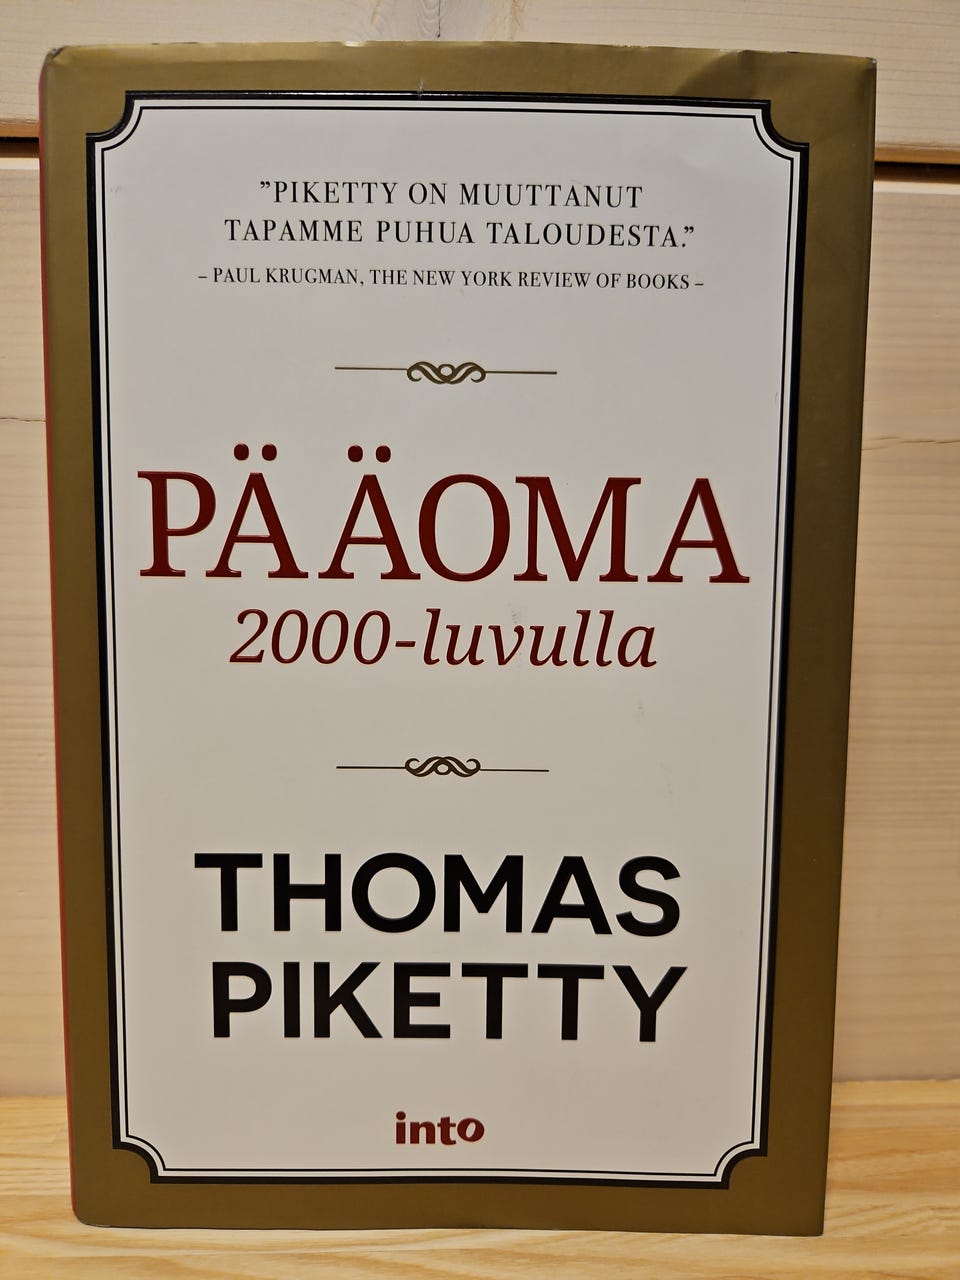 ”PIKETTY ON MUUTTANUT
TAPAMME PUHUA TALOUDESTA.”
– PAUL KRUGMAN, THE NEW YORK REVIEW OF BOOKS –
PÄÄOMA
2000-luvulla
THOMAS
PIKETTY
into